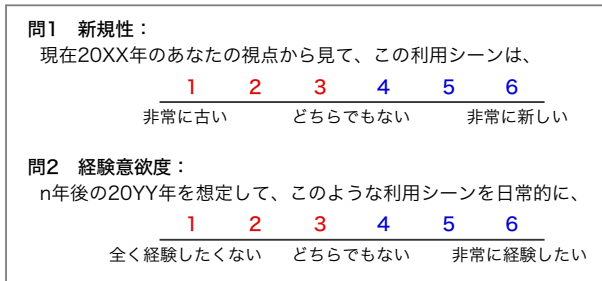 問1 新規性：
現在20XX年のあなたの視点から見て、この利用シーンは、
1 2 3 4 5 6
非常に古い どちらでもない 非常に新しい
問2 経験意欲度：
n年後の20YY年を想定して、このような利用シーンを日常的に、
1 2 3 4 5 6
全く経験したくない どちらでもない 非常に経験したい